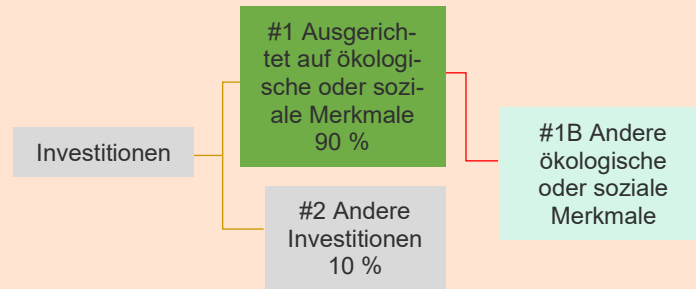 #1 Ausgerich-
tet auf ökologi-
sche oder sozi-
ale Merkmale
90 %
Investitionen
#1B Andere
ökologische
oder soziale
Merkmale
#2 Andere
Investitionen
10 %